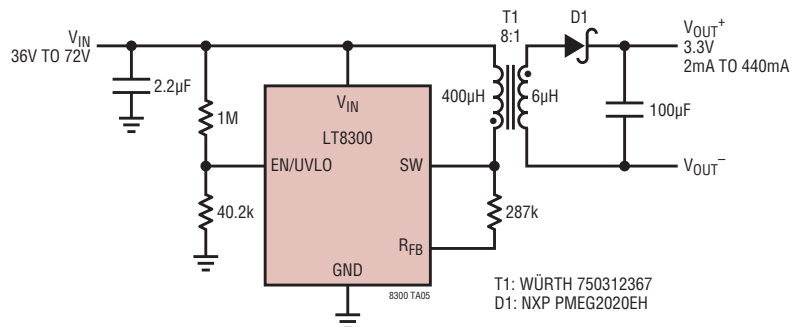 T1
8:1
D1
VIN
36V TO 72V
VOUT+
3.3V
2mA TO 440mA
2.2µF
1M
VIN
LT8300
400µH
6µH
100µF
EN/UVLO
SW
VOUT–
40.2k
287k
RFB
GND
8300 TA05
T1: WÜRTH 750312367
D1: NXP PMEG2020EH